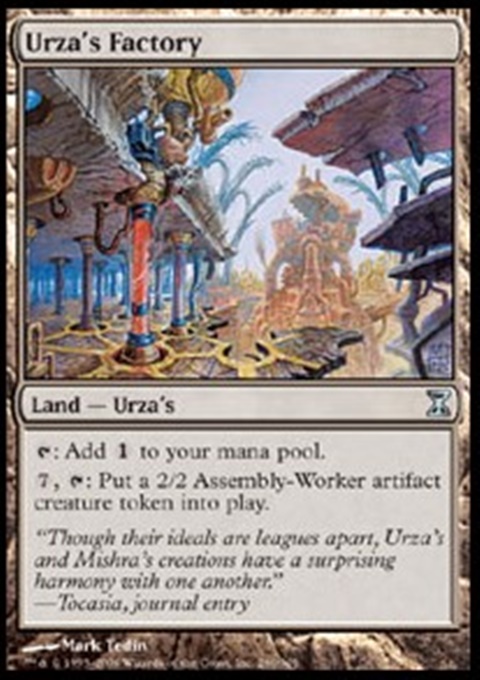 Urza's Factory
Land — Urza's
: Add 1 to your mana pool.
7, : Put a 2/2 Assembly-Worker artifact
creature token into play.
"Though their ideals are leagues apart, Urza's
and Mishra's creations have a surprising
harmony with one another."
—Tocasia, journal entry
Mark Tedin